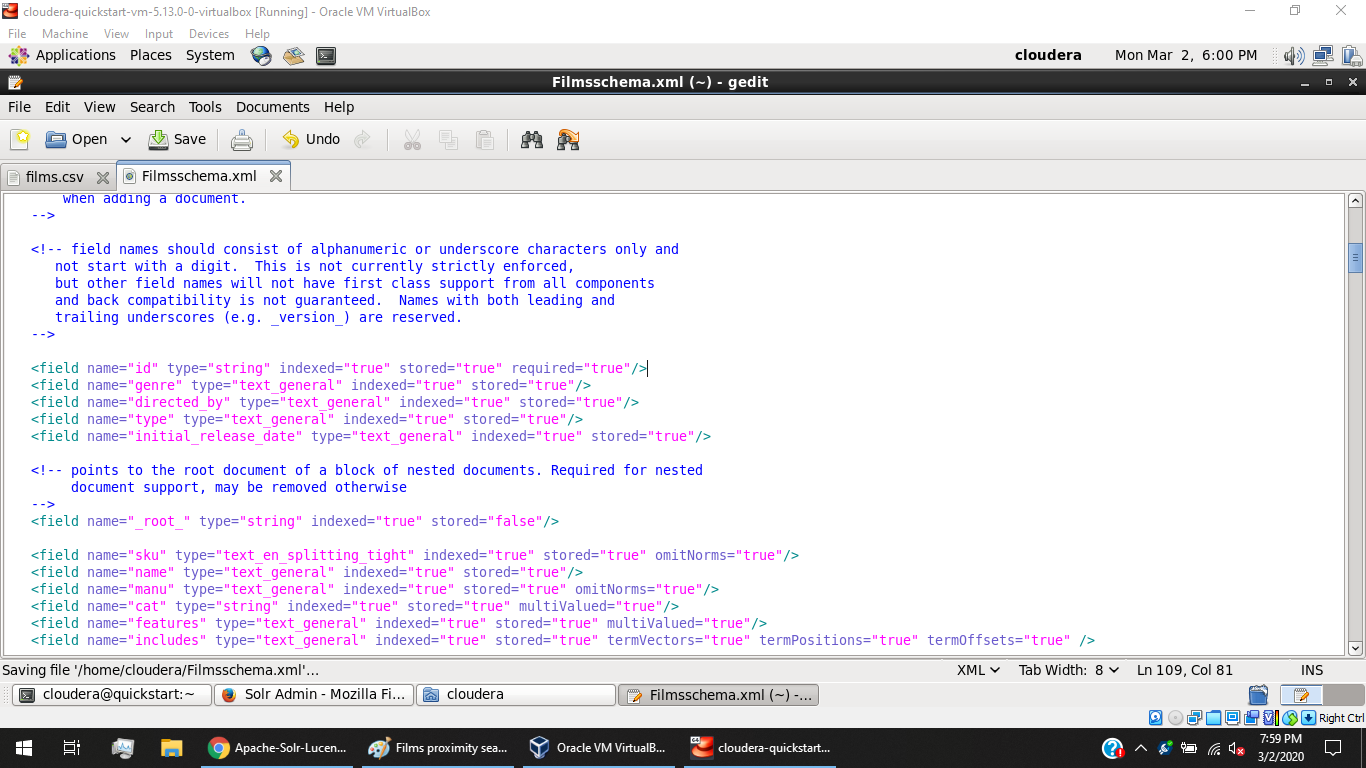 cloudera-quickstart-vm-5.13.0-0-virtualbox [Running] - Oracle VM VirtualBox
File Machine View Input Devices Help
Applications Places System cloudera Mon Mar 2, 6:00 PM
Filmsschema.xml (~) - gedit
File Edit View Search Tools Documents Help
Open Save Undo
films.csv Filmsschema.xml
when adding a document.
-->
<!-- field names should consist of alphanumeric or underscore characters only and
not start with a digit.  This is not currently strictly enforced,
but other field names will not have first class support from all components
and back compatibility is not guaranteed.  Names with both leading and
trailing underscores (e.g. _version_) are reserved.
-->
<field name="id" type="string" indexed="true" stored="true" required="true"/>
<field name="genre" type="text_general" indexed="true" stored="true"/>
<field name="directed_by" type="text_general" indexed="true" stored="true"/>
<field name="type" type="text_general" indexed="true" stored="true"/>
<field name="initial_release_date" type="text_general" indexed="true" stored="true"/>
<!-- points to the root document of a block of nested documents. Required for nested
document support, may be removed otherwise
-->
<field name="_root_" type="string" indexed="true" stored="false"/>
<field name="sku" type="text_en_splitting_tight" indexed="true" stored="true" omitNorms="true"/>
<field name="name" type="text_general" indexed="true" stored="true"/>
<field name="manu" type="text_general" indexed="true" stored="true" omitNorms="true"/>
<field name="cat" type="string" indexed="true" stored="true" multiValued="true"/>
<field name="features" type="text_general" indexed="true" stored="true" multiValued="true"/>
<field name="includes" type="text_general" indexed="true" stored="true" termVectors="true" termPositions="true" termOffsets="true" />
Saving file '/home/cloudera/Filmsschema.xml'... XML Tab Width: 8 Ln 109, Col 81 INS
cloudera@quickstart:~ Solr Admin - Mozilla Fi... cloudera Filmsschema.xml (~) -...
Right Ctrl
Apache-Solr-Lucen... Films proximity sea... Oracle VM VirtualB... cloudera-quickstart... 7:59 PM
3/2/2020